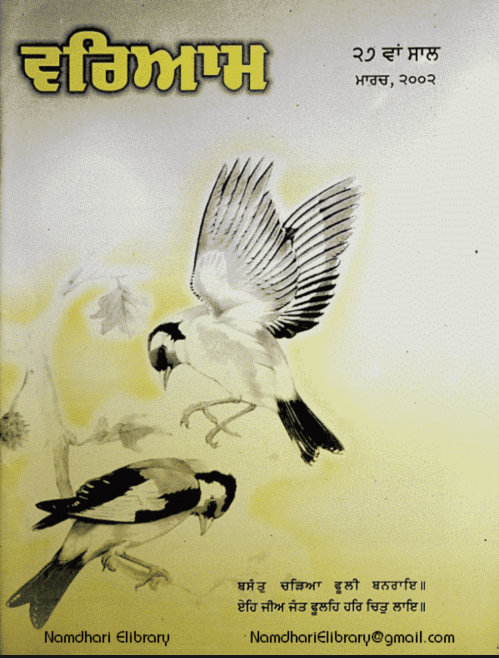 ਵਰਿਆਮ
੨੭ ਵਾਂ ਸਾਲ
ਮਾਰਚ, ੨੦੦੨
ਬਸੰਤੁ ਚੜਿਆ ਫੂਲੀ ਬਨਰਾਇ॥
ਏਹਿ ਜੀਅ ਜੰਤ ਫੂਲਹਿ ਹਰਿ ਚਿਤੁ ਲਾਇ॥
Namdhari Elibrary
NamdhariElibrary@gmail.com